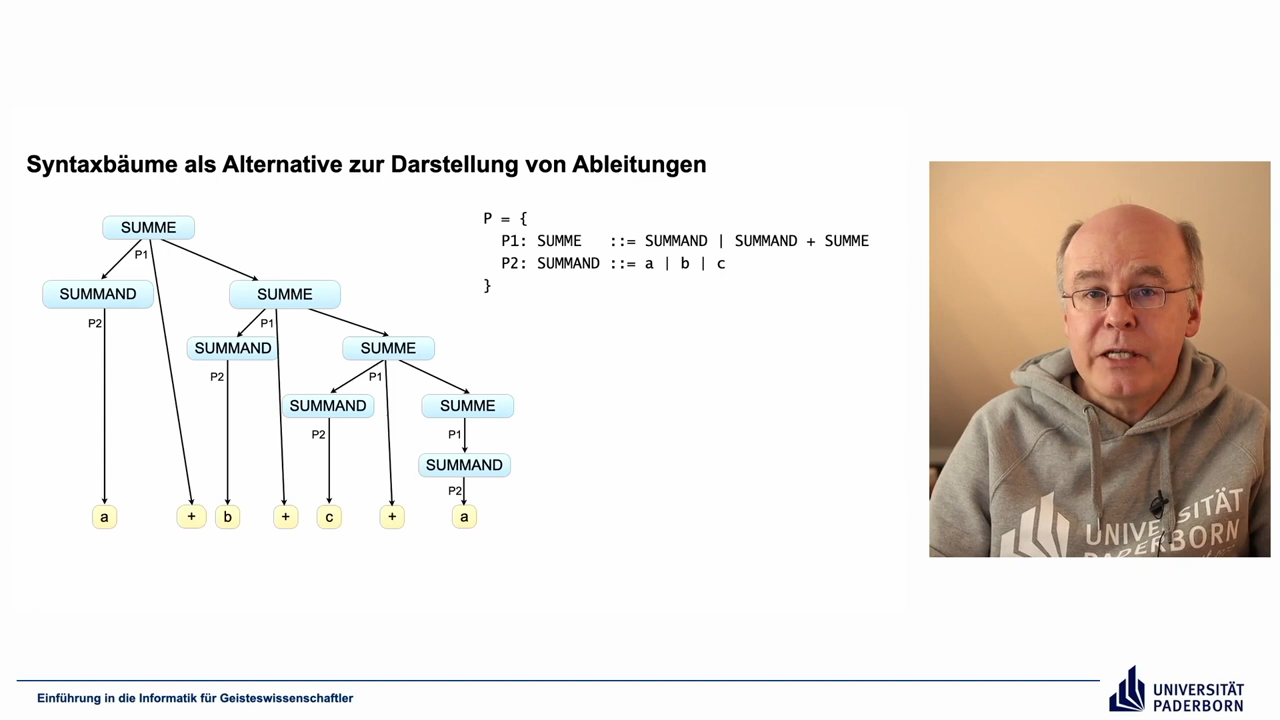 Syntaxbäume als Alternative zur Darstellung von Ableitungen
SUMME
P1
SUMMAND
SUMME
P2
P1
SUMMAND
SUMME
P2
P1
SUMMAND
SUMME
P2
P1
SUMMAND
P2
a
+
b
+
c
+
a
P = {
P1: SUMME ::= SUMMAND | SUMMAND + SUMME
P2: SUMMAND ::= a | b | c
}
UNIVERSITÄT
PADERBORN
Einführung in die Informatik für Geisteswissenschaftler
UNIVERSITÄT
PADERBORN